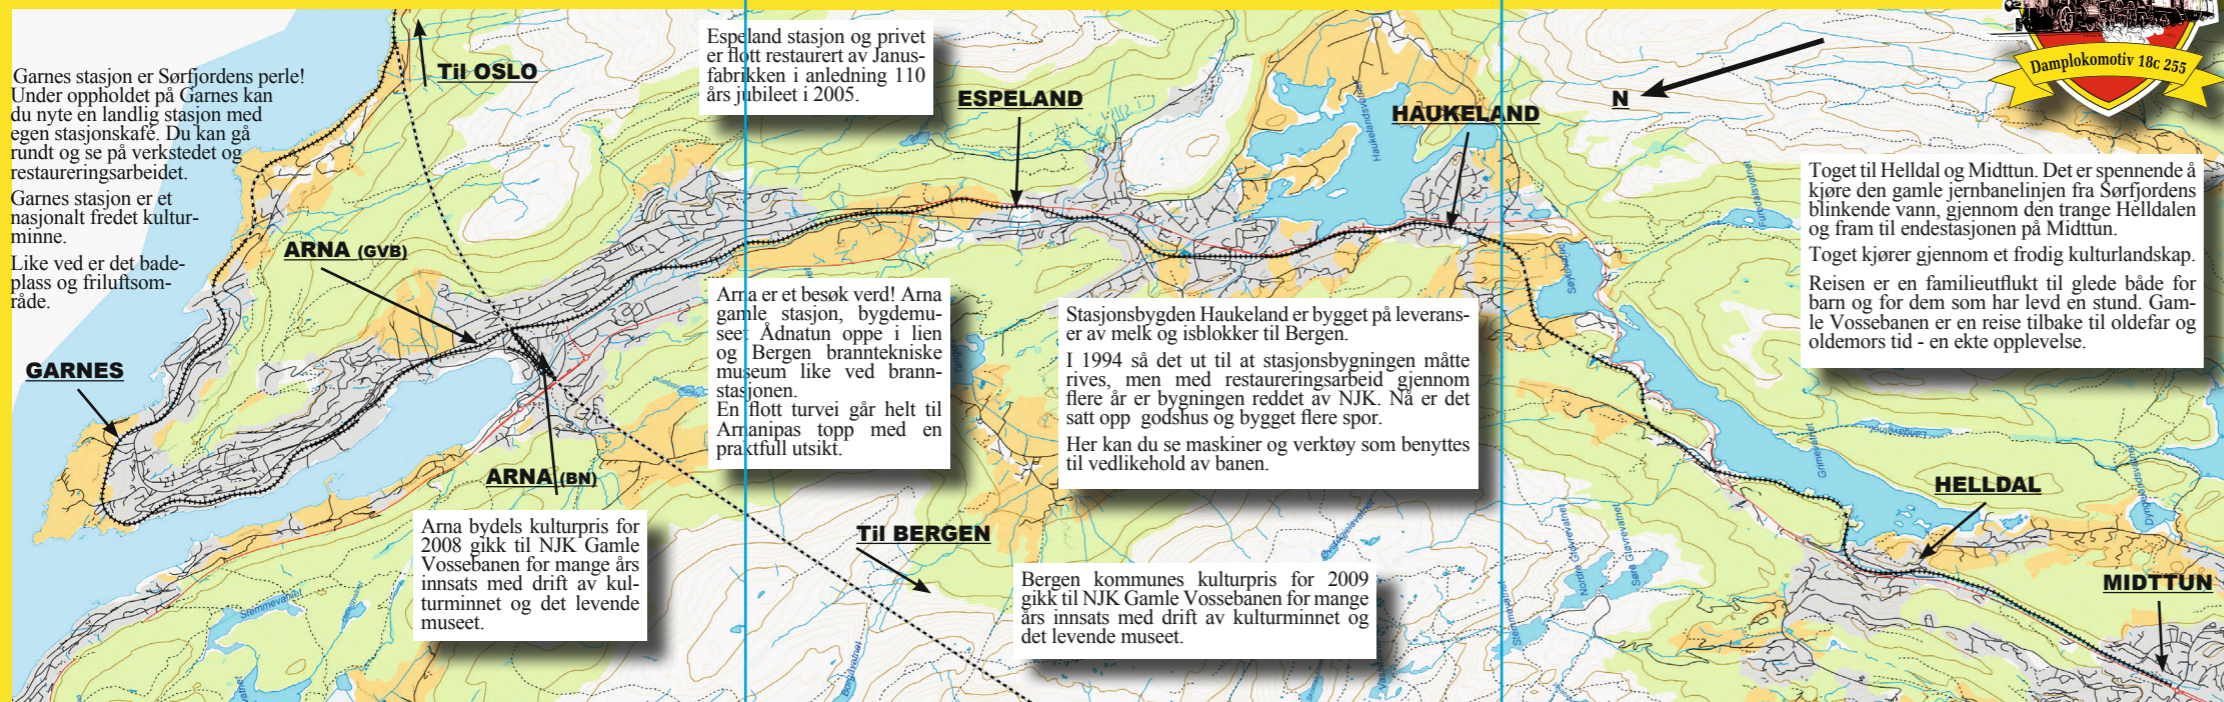 Garnes stasjon er Sørfjordens perle!
Under oppholdet på Garnes kan
du nyte en landlig stasjon med
egen stasjonskafé. Du kan gå
rundt og se på verkstedet og
restaureringsarbeidet.
Garnes stasjon er et
nasjonalt fredet kultur-
minne.
Like ved er det bade-
plass og friluftsom-
råde.
GARNES
ARNA (GVB)
Til OSLO
ARNA (BN)
Arna bydels kulturpris for
2008 gikk til NJK Gamle
Vossebanen for mange års
innsats med drift av kul-
turminnet og det levende
museet.
Stemmevatnet
Espeland stasjon og privet
er flott restaurert av Janus-
fabrikken i anledning 110
års jubileet i 2005.
ESPELAND
Arna er et besøk verd! Arna
gamle stasjon, bygdemu-
seet Ådnatun oppe i lien
og Bergen branntekniske
museum like ved brann-
stasjonen.
En flott turvei går helt til
Arnanipas topp med en
praktfull utsikt.
Til BERGEN
Borgavatnet
HAUKELAND
Haukelandsvatnet
Stasjonsbygden Haukeland er bygget på leverans-
er av melk og isblokker til Bergen.
I 1994 så det ut til at stasjonsbygningen måtte
rives, men med restaureringsarbeid gjennom
flere år er bygningen reddet av NJK. Nå er det
satt opp godshus og bygget flere spor.
Her kan du se maskiner og verktøy som benyttes
til vedlikehold av banen.
Bergen kommunes kulturpris for 2009
gikk til NJK Gamle Vossebanen for mange
års innsats med drift av kulturminnet og
det levende museet.
N
Damplokomotiv 18c 255
Toget til Helldal og Midttun. Det er spennende å
kjøre den gamle jernbanelinjen fra Sørfjordens
blinkende vann, gjennom den trange Helldalen
og fram til endestasjonen på Midttun.
Toget kjører gjennom et frodig kulturlandskap.
Reisen er en familieutflukt til glede både for
barn og for dem som har levd en stund. Gam-
le Vossebanen er en reise tilbake til oldefar og
oldemors tid - en ekte opplevelse.
Grimevatnet
Langavatnet
HELLDAL
MIDTTUN